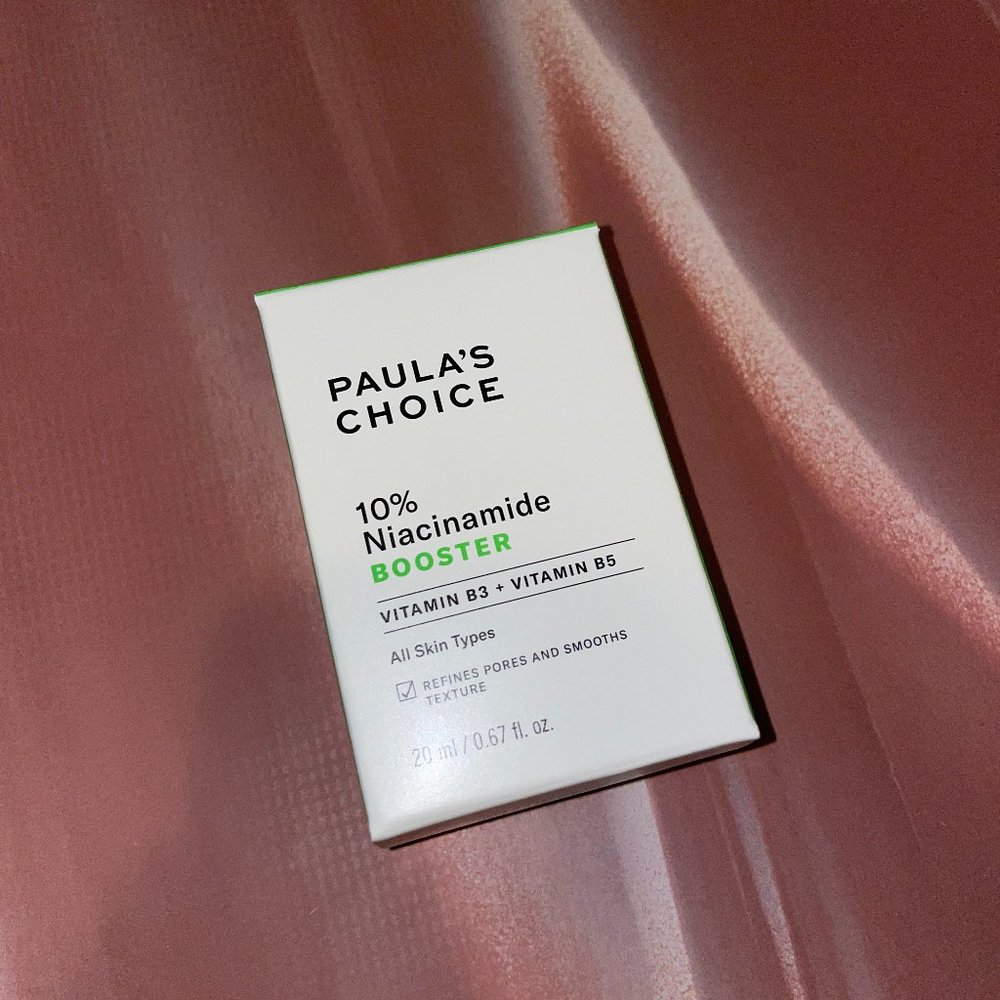 PAULA'S
CHOICE
10%
Niacinamide
BOOSTER
VITAMIN B3 + VITAMIN B5
All Skin Types
REFINES PORES AND SMOOTHS
TEXTURE
20 ml / 0.67 fl. oz.